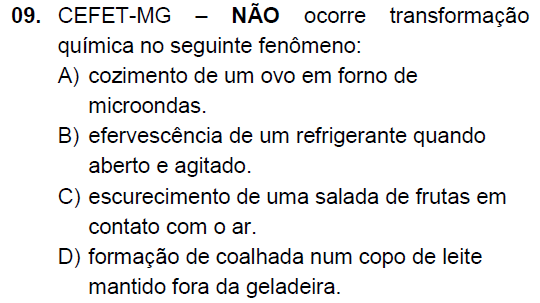 09. CEFET-MG – NÃO ocorre transformação
química no seguinte fenômeno:
A) cozimento de um ovo em forno de
microondas.
B) efervescência de um refrigerante quando
aberto e agitado.
C) escurecimento de uma salada de frutas em
contato com o ar.
D) formação de coalhada num copo de leite
mantido fora da geladeira.